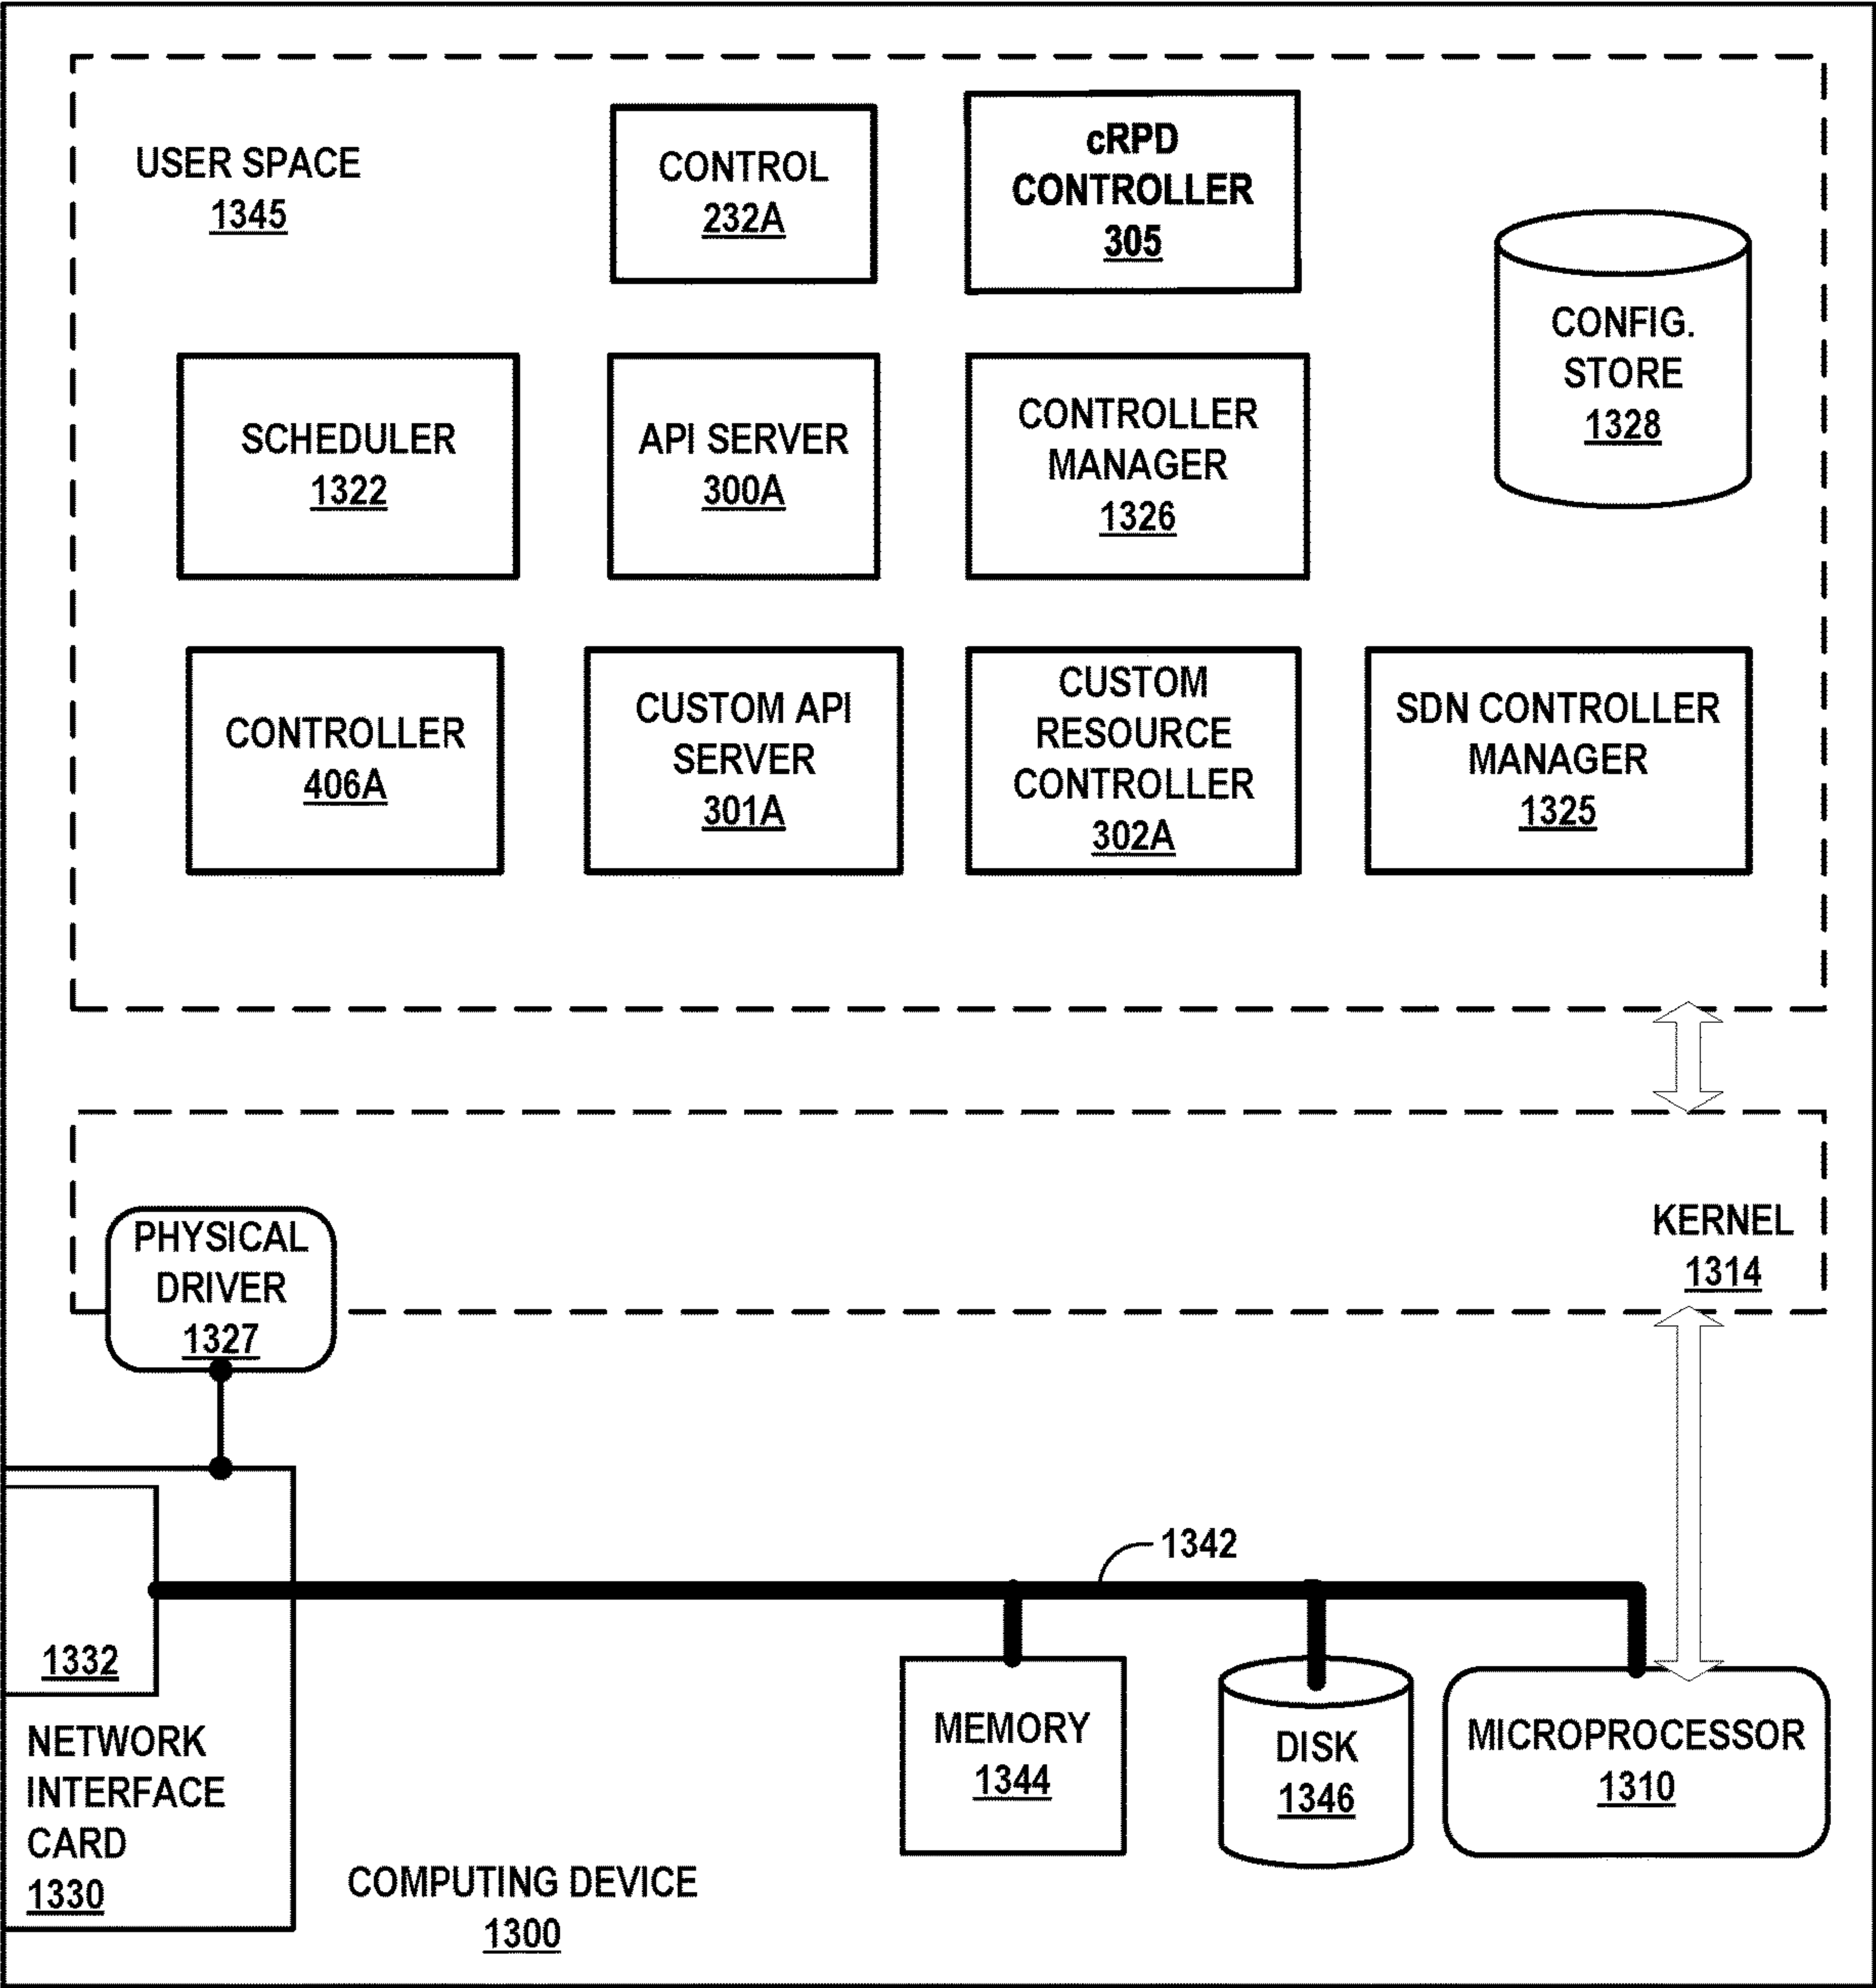 USER SPACE
1345
CONTROL
232A
cRPD
CONTROLLER
305
CONFIG.
STORE
1328
SCHEDULER
1322
API SERVER
300A
CONTROLLER
MANAGER
1326
CONTROLLER
406A
CUSTOM API
SERVER
301A
CUSTOM
RESOURCE
CONTROLLER
302A
SDN CONTROLLER
MANAGER
1325
KERNEL
1314
PHYSICAL
DRIVER
1327
1342
1332
NETWORK
INTERFACE
CARD
1330
MEMORY
1344
DISK
1346
MICROPROCESSOR
1310
COMPUTING DEVICE
1300